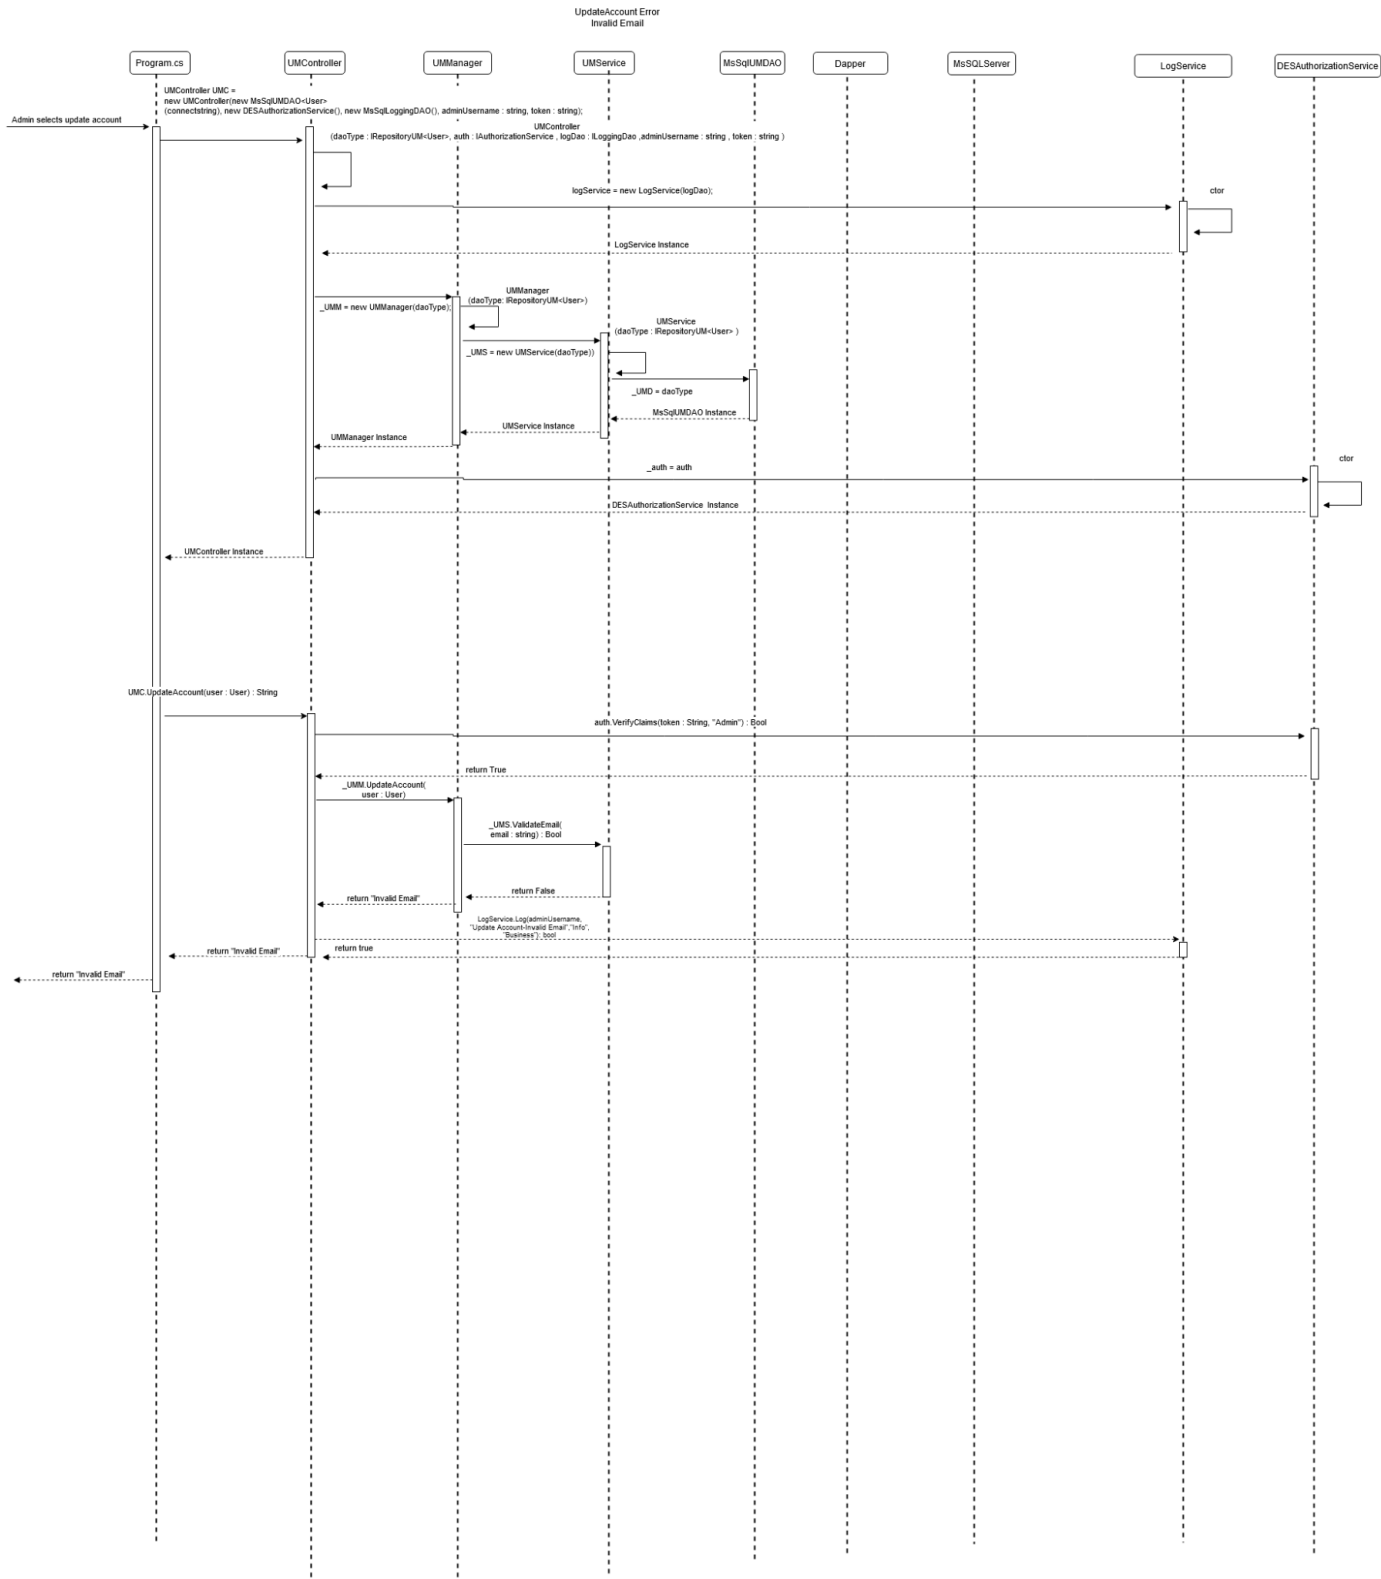 UpdateAccount Error
Invalid Email
Program.cs
UMController
UMManager
UMService
MsSqlUMDAO
Dapper
MsSQLServer
LogService
DESAuthorizationService
UMController UMC =
new UMController(new MsSqlUMDAO<User>
(connectstring), new DESAuthorizationService(), new MsSqlLoggingDAO(), adminUsername : string, token : string);
Admin selects update account
UMController
(daoType : IRepositoryUM<User>, auth : IAuthorizationService , logDao : ILoggingDao ,adminUsername : string , token : string )
logService = new LogService(logDao);
ctor
LogService Instance
UMManager
(daoType: IRepositoryUM<User>)
_UMM = new UMManager(daoType);
UMService
(daoType : IRepositoryUM<User> )
_UMS = new UMService(daoType))
_UMD = daoType
MsSqlUMDAO Instance
UMService Instance
UMManager Instance
_auth = auth
ctor
DESAuthorizationService  Instance
UMController Instance
UMC.UpdateAccount(user : User) : String
auth.VerifyClaims(token : String, "Admin") : Bool
return True
_UMM.UpdateAccount(
user : User)
_UMS.ValidateEmail(
email : string) : Bool
return False
return "Invalid Email"
LogService.Log(adminUsername,
"Update Account-Invalid Email","Info",
"Business"): bool
return true
return "Invalid Email"
return "Invalid Email"